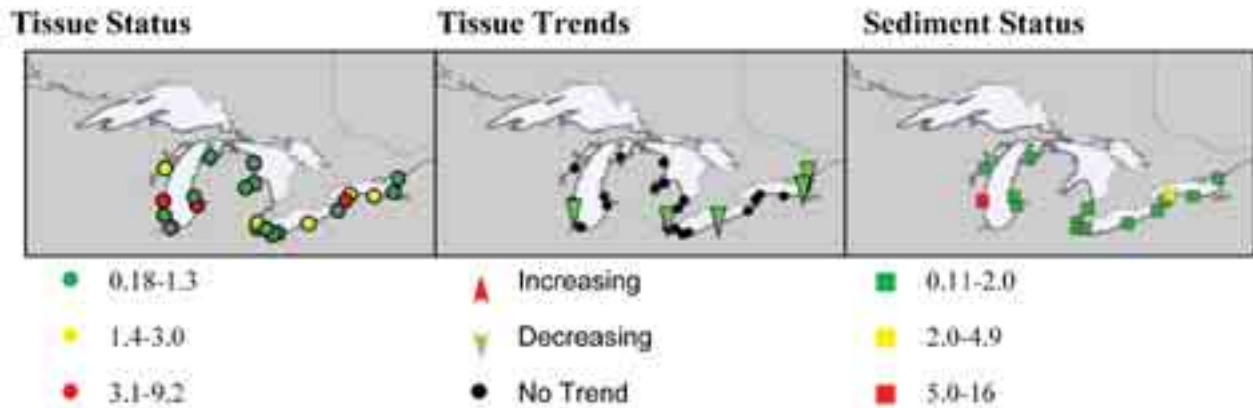 Tissue Status Tissue Trends Sediment Status
0.18-1.3 Increasing 0.11-2.0
1.4-3.0 Decreasing 2.0-4.9
3.1-9.2 No Trend 5.0-16